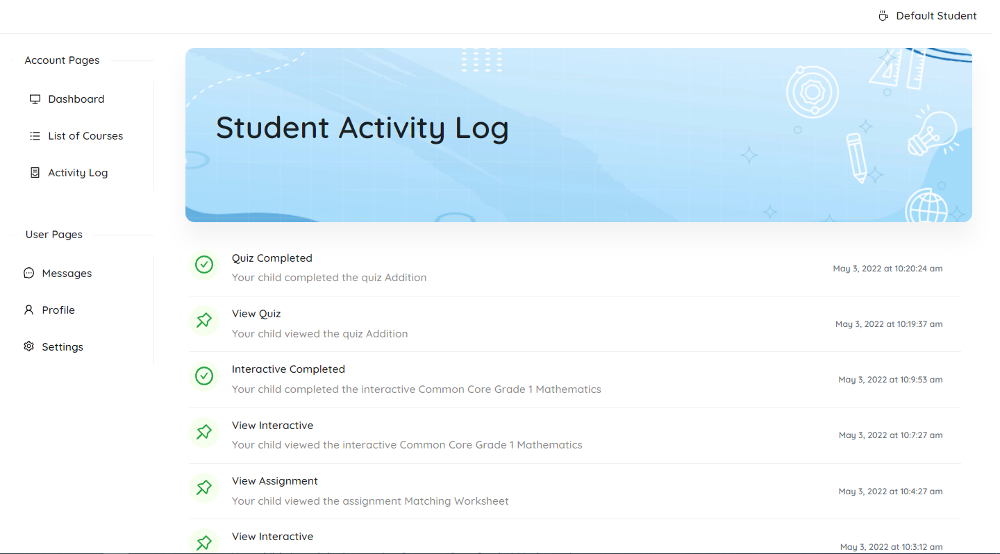 Default Student
Account Pages
Dashboard
List of Courses
Activity Log
User Pages
Messages
Profile
Settings
Student Activity Log
Quiz Completed
Your child completed the quiz Addition
May 3, 2022 at 10:20:24 am
View Quiz
Your child viewed the quiz Addition
May 3, 2022 at 10:19:37 am
Interactive Completed
Your child completed the interactive Common Core Grade 1 Mathematics
May 3, 2022 at 10:9:53 am
View Interactive
Your child viewed the interactive Common Core Grade 1 Mathematics
May 3, 2022 at 10:7:27 am
View Assignment
Your child viewed the assignment Matching Worksheet
May 3, 2022 at 10:4:27 am
View Interactive
May 3, 2022 at 10:3:12 am